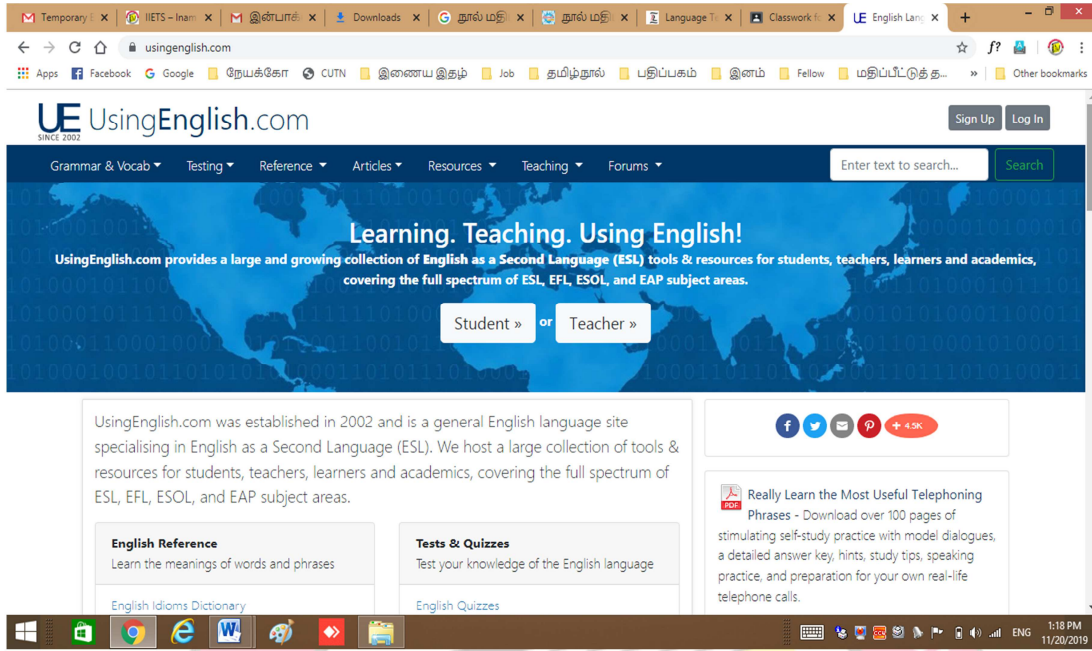 Temporary E
IIETS – Inam
இன்பாக்
Downloads
நூல் மதி
நூல் மதி
Language T
Classwork fo
English Lang
usingenglish.com
f?
Apps Facebook Google நேயக்கோ CUTN இணைய இதழ் Job தமிழ்நூல் பதிப்பகம் இனம் Fellow மதிப்பீட்டுத் த... » Other bookmarks
UE UsingEnglish.com
SINCE 2002
Sign Up Log In
Grammar & Vocab Testing Reference Articles Resources Teaching Forums Enter text to search... Search
Learning. Teaching. Using English!
UsingEnglish.com provides a large and growing collection of English as a Second Language (ESL) tools & resources for students, teachers, learners and academics,
covering the full spectrum of ESL, EFL, ESOL, and EAP subject areas.
Student » or Teacher »
UsingEnglish.com was established in 2002 and is a general English language site
specialising in English as a Second Language (ESL). We host a large collection of tools &
resources for students, teachers, learners and academics, covering the full spectrum of
ESL, EFL, ESOL, and EAP subject areas.
English Reference
Learn the meanings of words and phrases
English Idioms Dictionary
Tests & Quizzes
Test your knowledge of the English language
English Quizzes
+ 4.5K
PDF
Really Learn the Most Useful Telephoning
Phrases - Download over 100 pages of
stimulating self-study practice with model dialogues,
a detailed answer key, hints, study tips, speaking
practice, and preparation for your own real-life
telephone calls.
ENG
1:18 PM
11/20/2019